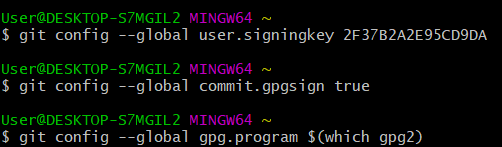 User@DESKTOP-S7MGIL2 MINGW64 ~
$ git config --global user.signingkey 2F37B2A2E95CD9DA
User@DESKTOP-S7MGIL2 MINGW64 ~
$ git config --global commit.gpgsign true
User@DESKTOP-S7MGIL2 MINGW64 ~
$ git config --global gpg.program $(which gpg2)